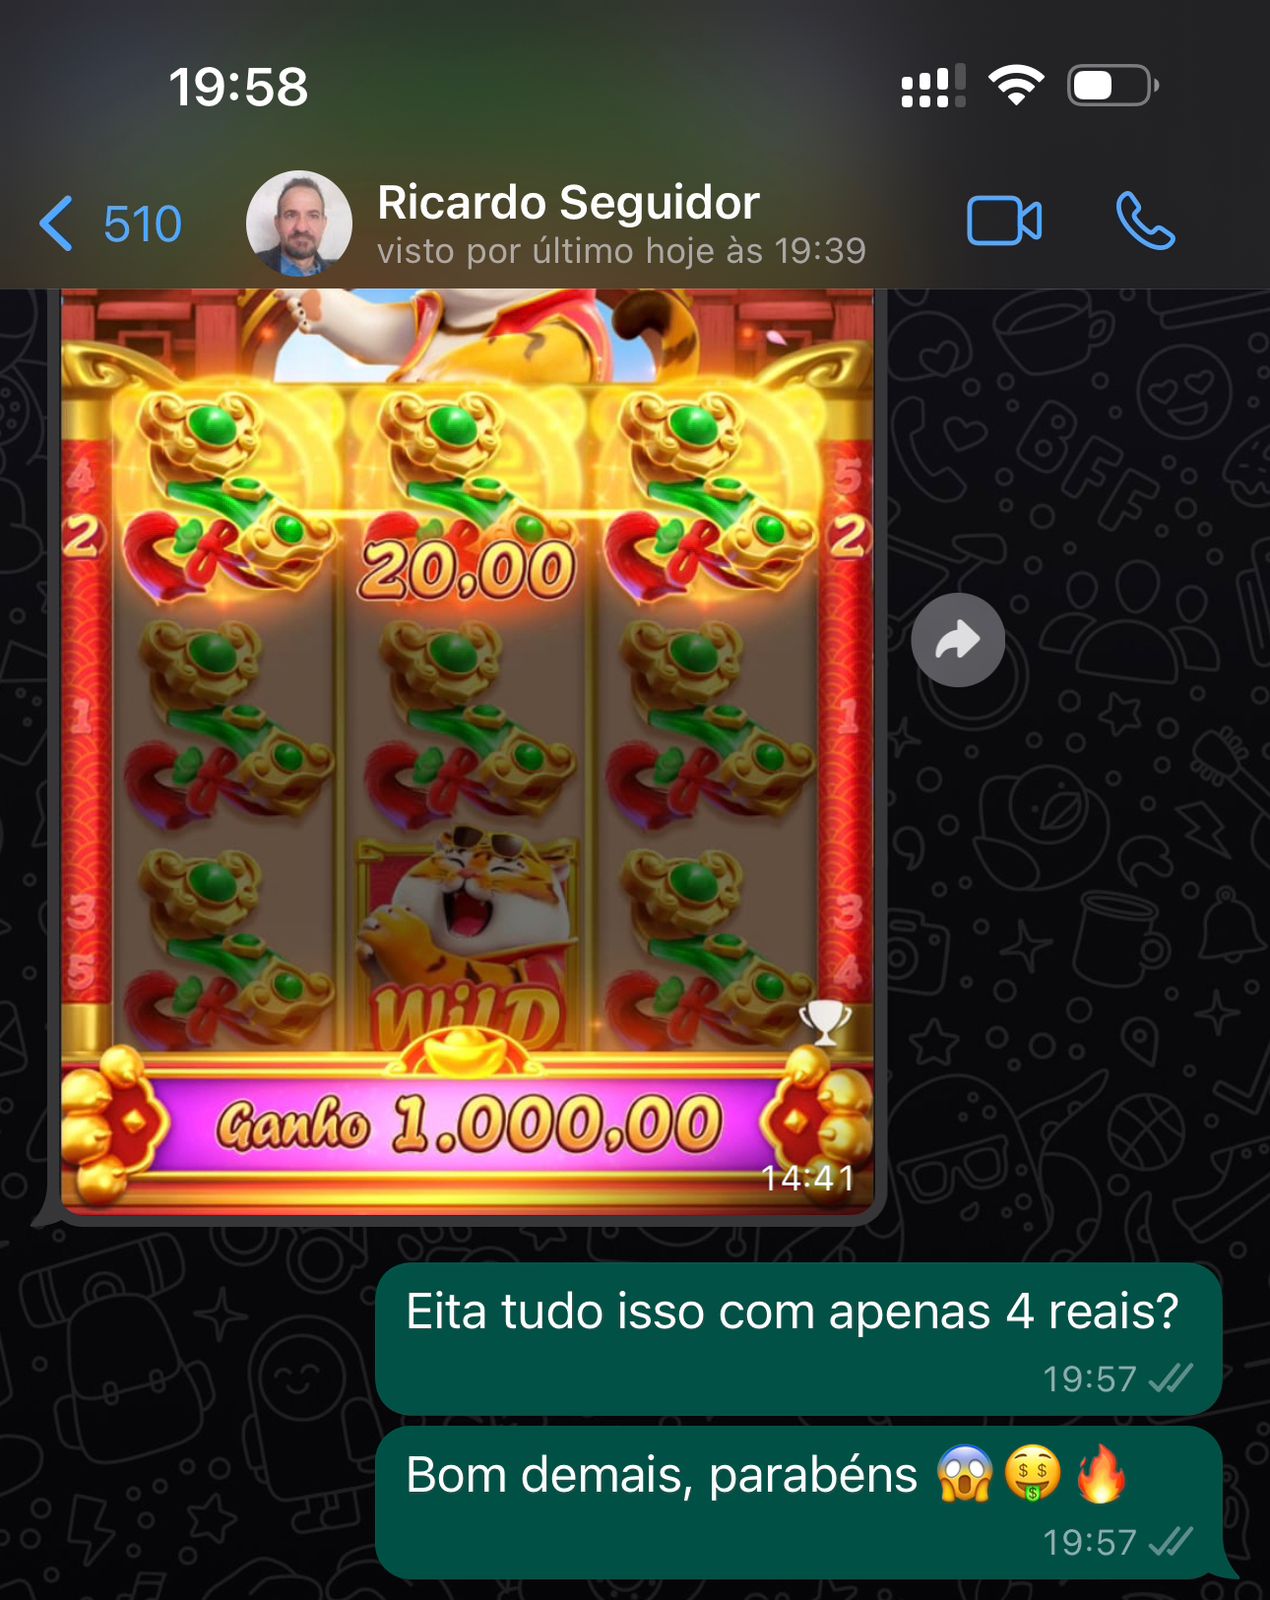 19:58
510
Ricardo Seguidor
visto por último hoje às 19:39
4 5
2 20,00 2
1 1
3 3
5 4
WiLD
Ganho 1.000,00
14:41
Eita tudo isso com apenas 4 reais?
19:57
Bom demais, parabéns 😱🤑🔥
19:57